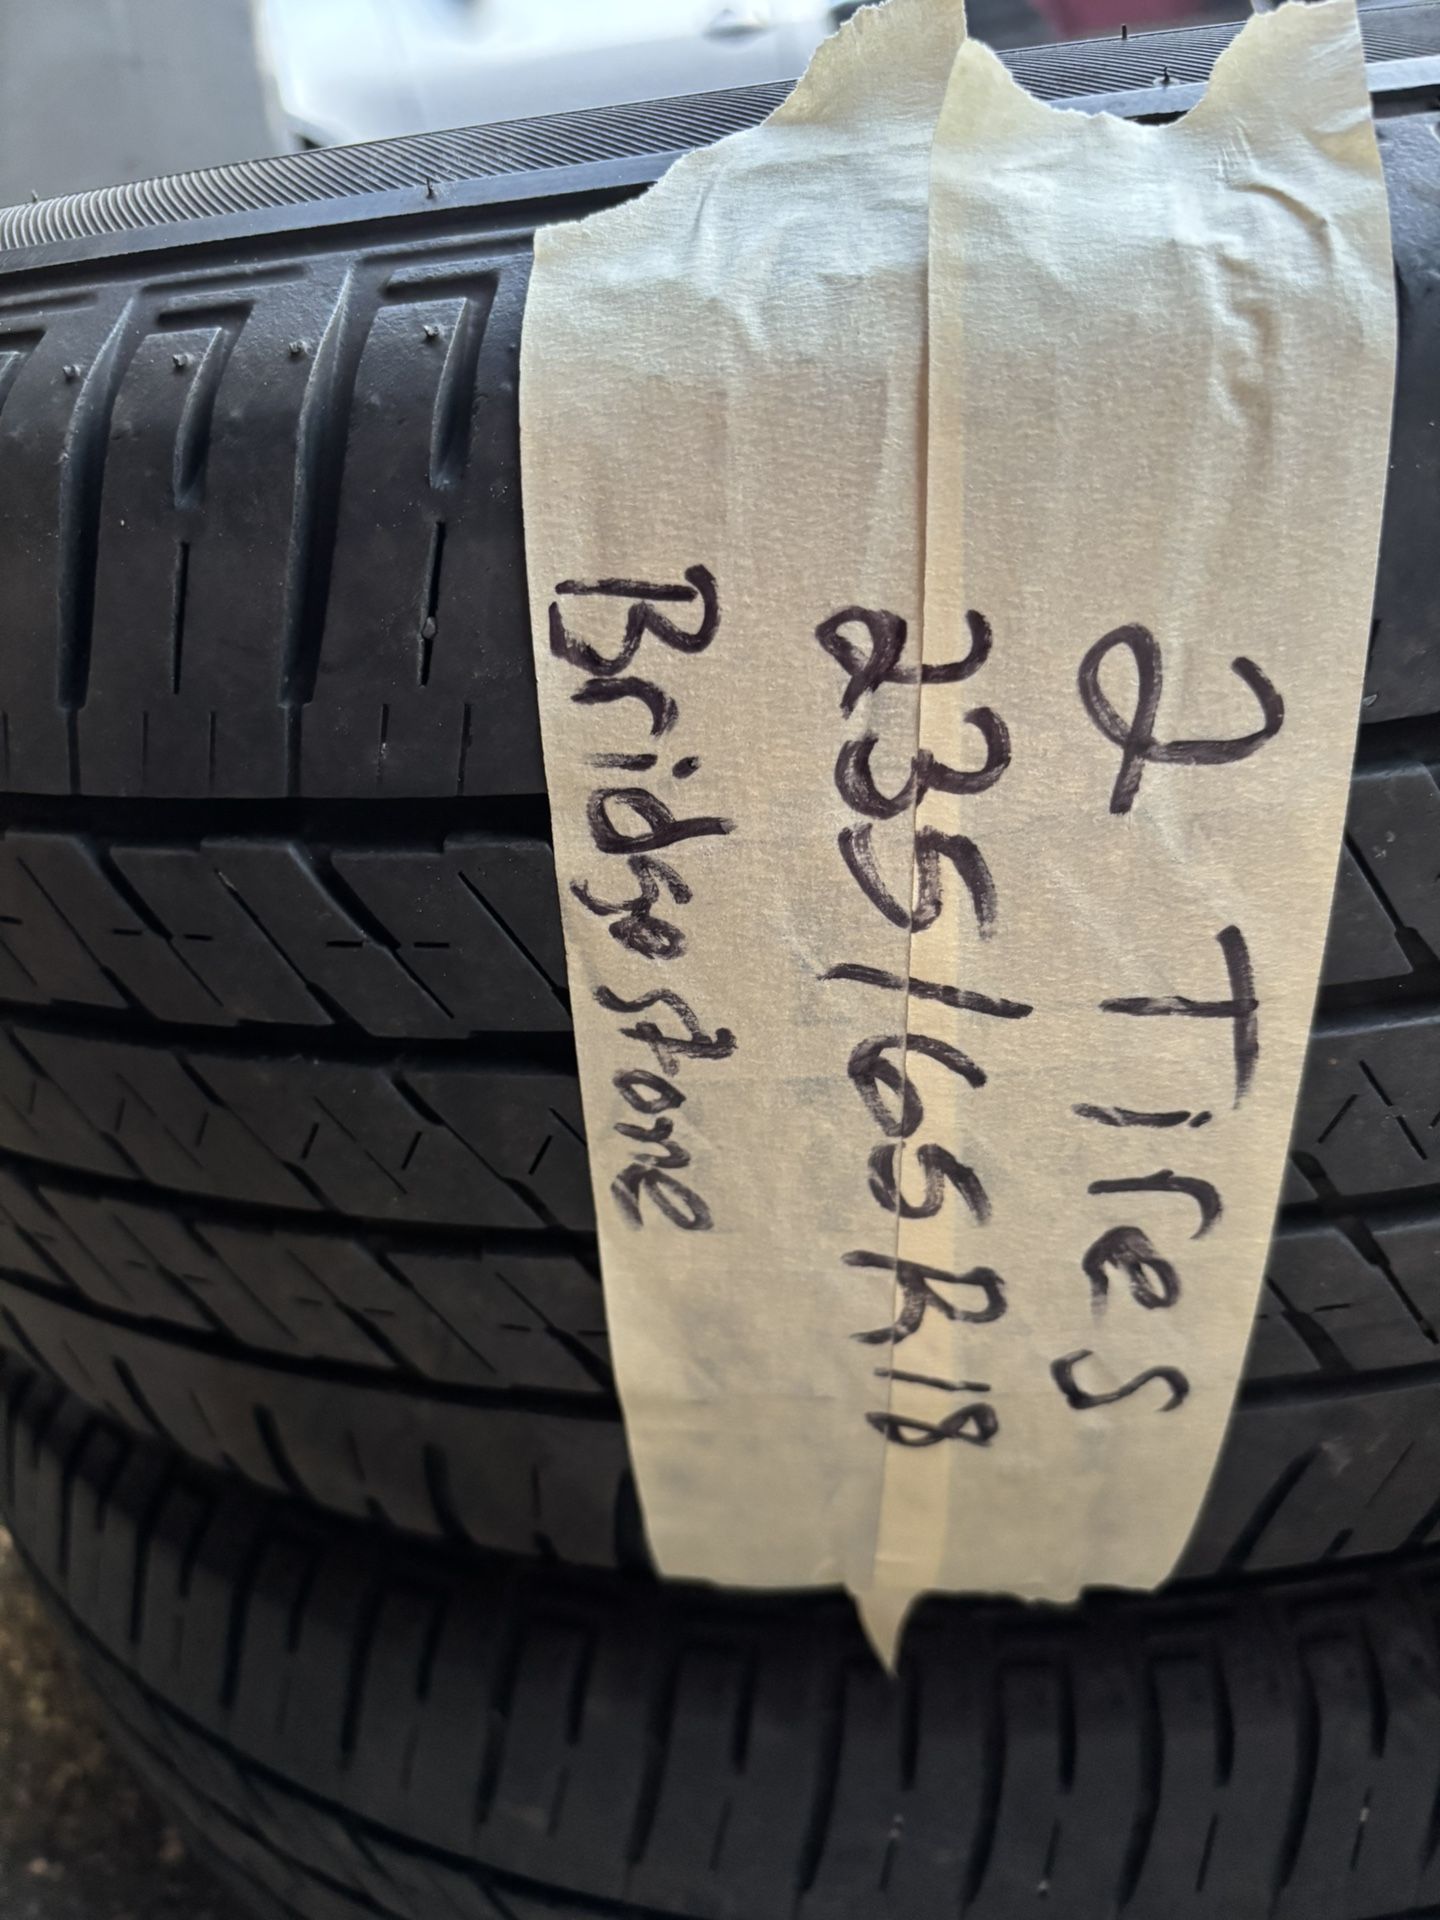 2 Tires
235/65R18
Bridgestone